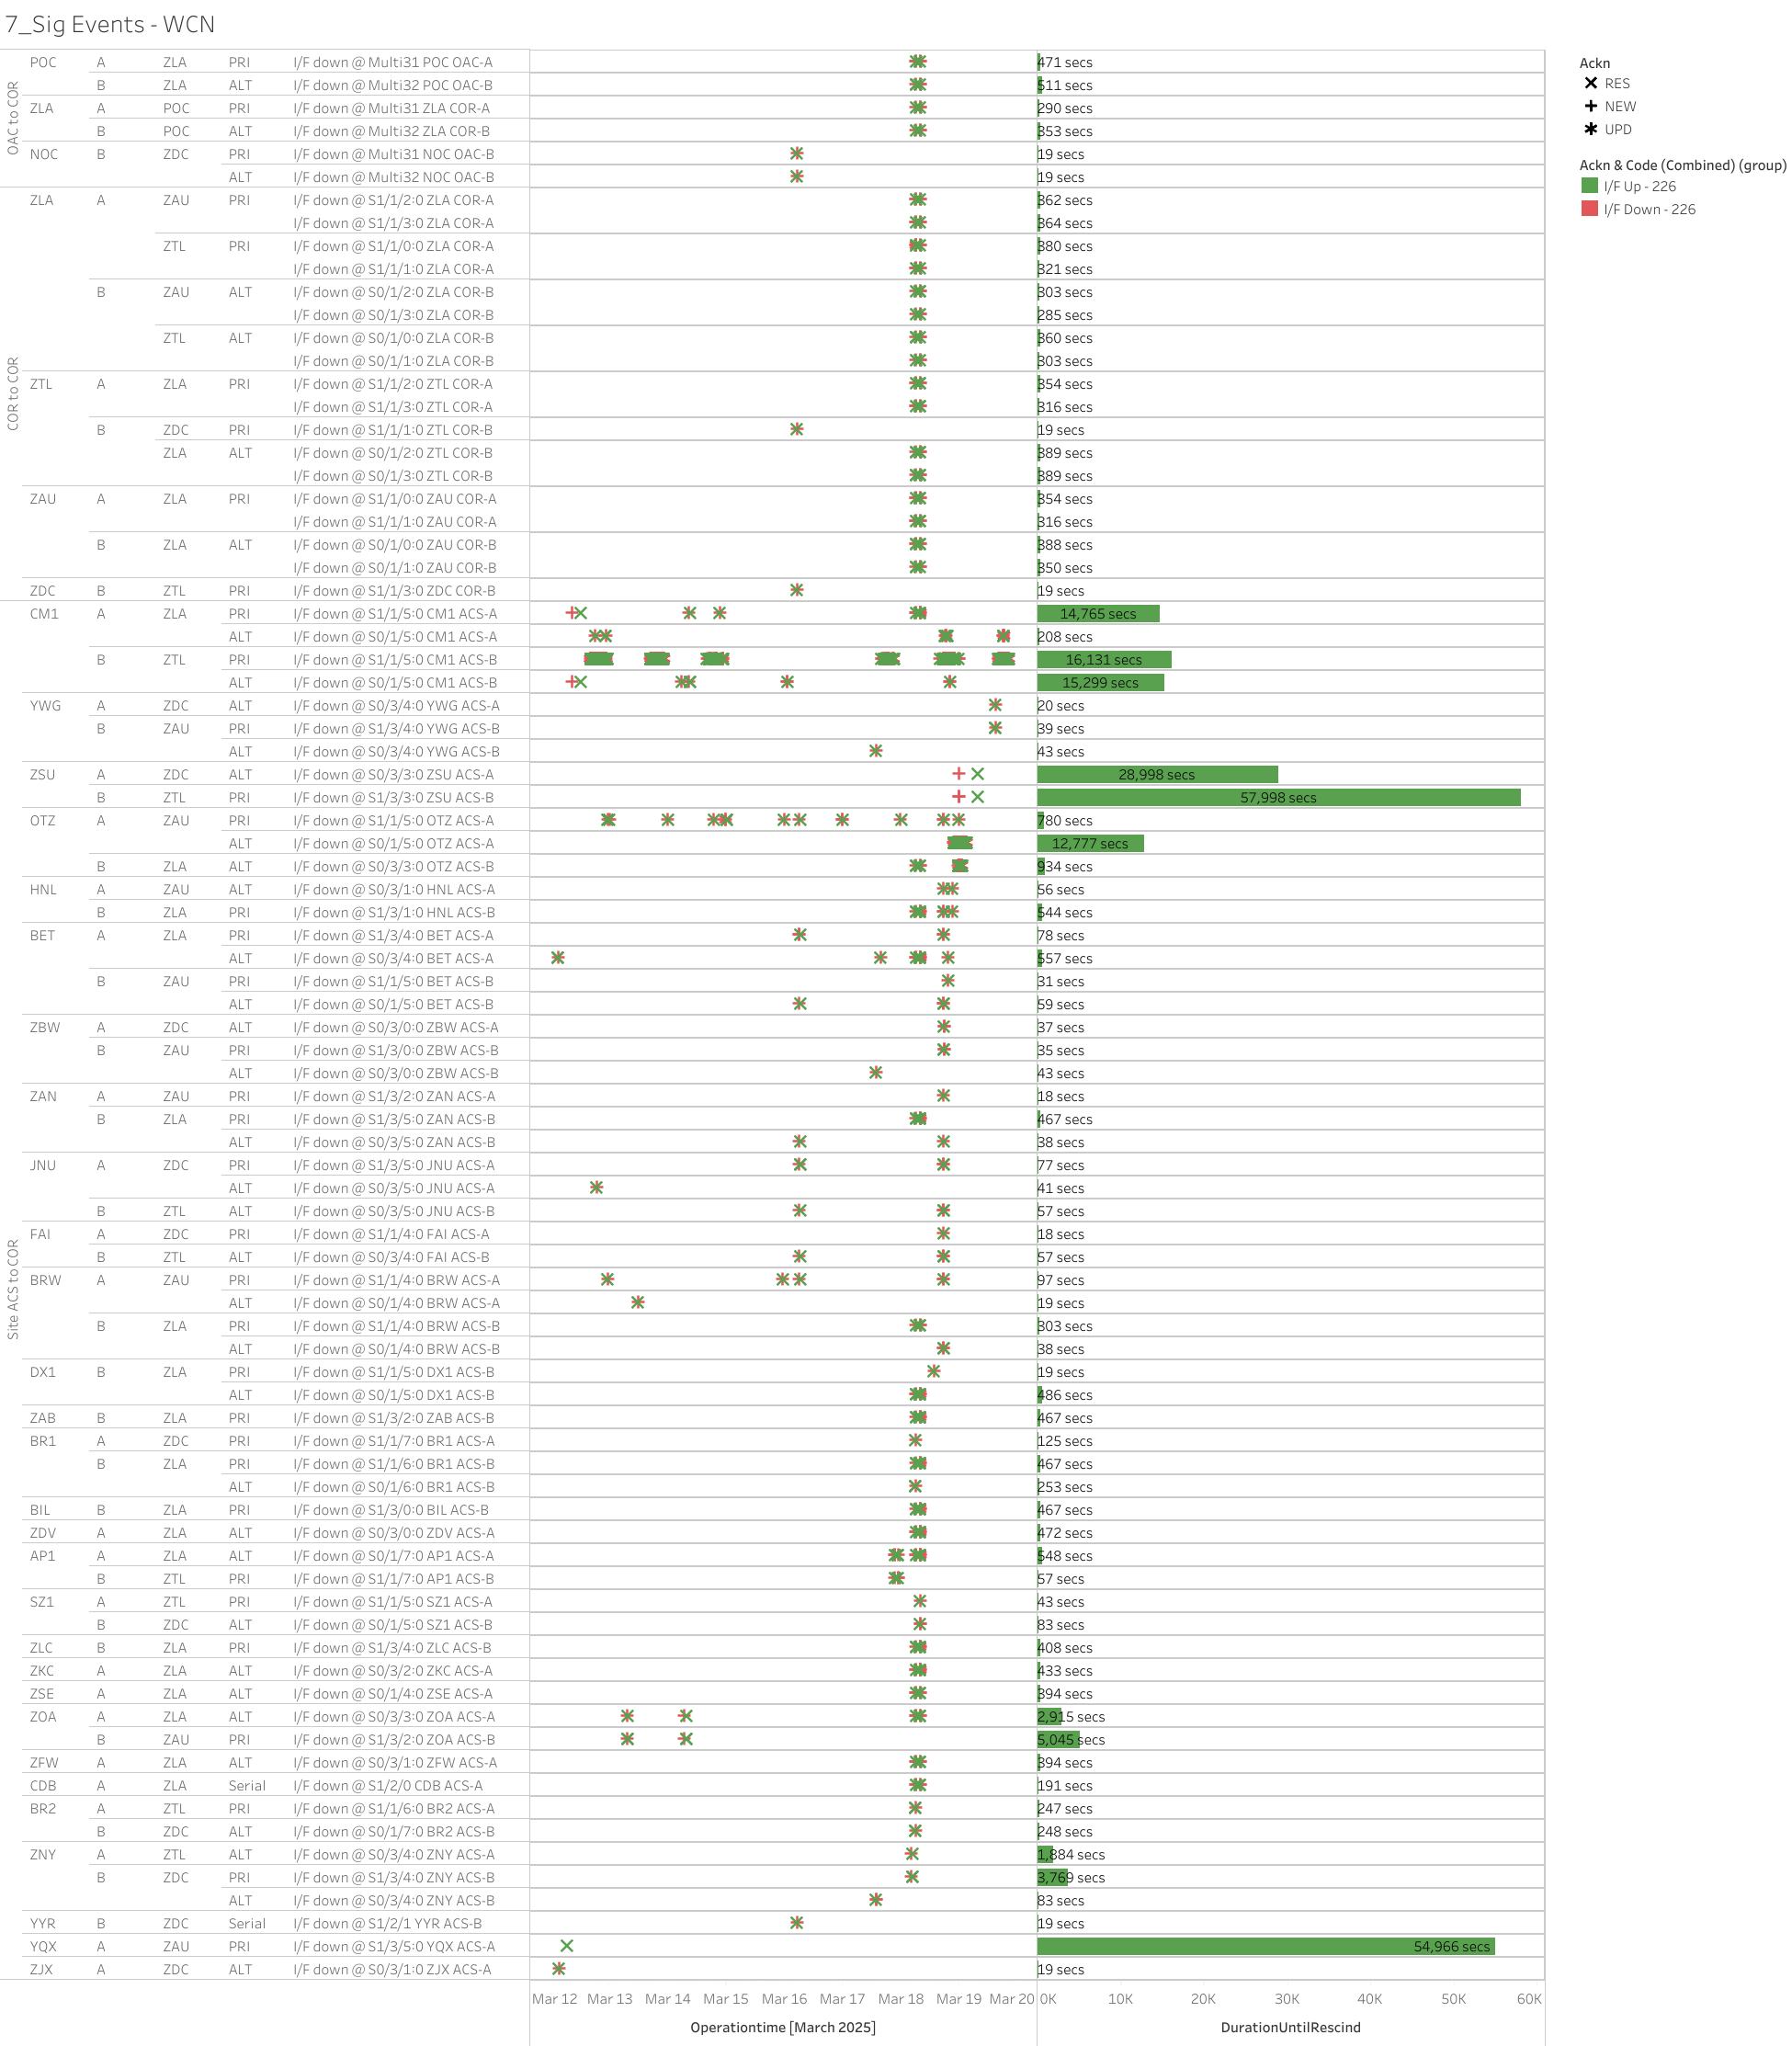 7_Sig Events - WCN
OAC to COR
POC A ZLA PRI I/F down @ Multi31 POC OAC-A 471 secs
B ZLA ALT I/F down @ Multi32 POC OAC-B 511 secs
ZLA A POC PRI I/F down @ Multi31 ZLA COR-A 290 secs
B POC ALT I/F down @ Multi32 ZLA COR-B 353 secs
NOC B ZDC PRI I/F down @ Multi31 NOC OAC-B 19 secs
ALT I/F down @ Multi32 NOC OAC-B 19 secs
COR to COR
ZLA A ZAU PRI I/F down @ S1/1/2:0 ZLA COR-A 362 secs
I/F down @ S1/1/3:0 ZLA COR-A 364 secs
ZTL PRI I/F down @ S1/1/0:0 ZLA COR-A 380 secs
I/F down @ S1/1/1:0 ZLA COR-A 321 secs
B ZAU ALT I/F down @ S0/1/2:0 ZLA COR-B 303 secs
I/F down @ S0/1/3:0 ZLA COR-B 285 secs
ZTL ALT I/F down @ S0/1/0:0 ZLA COR-B 360 secs
I/F down @ S0/1/1:0 ZLA COR-B 303 secs
ZTL A ZLA PRI I/F down @ S1/1/2:0 ZTL COR-A 354 secs
I/F down @ S1/1/3:0 ZTL COR-A 316 secs
B ZDC PRI I/F down @ S1/1/1:0 ZTL COR-B 19 secs
ZLA ALT I/F down @ S0/1/2:0 ZTL COR-B 389 secs
I/F down @ S0/1/3:0 ZTL COR-B 389 secs
ZAU A ZLA PRI I/F down @ S1/1/0:0 ZAU COR-A 354 secs
I/F down @ S1/1/1:0 ZAU COR-A 316 secs
B ZLA ALT I/F down @ S0/1/0:0 ZAU COR-B 388 secs
I/F down @ S0/1/1:0 ZAU COR-B 350 secs
ZDC B ZTL PRI I/F down @ S1/1/3:0 ZDC COR-B 19 secs
Site ACS to COR
CM1 A ZLA PRI I/F down @ S1/1/5:0 CM1 ACS-A 14,765 secs
ALT I/F down @ S0/1/5:0 CM1 ACS-A 208 secs
B ZTL PRI I/F down @ S1/1/5:0 CM1 ACS-B 16,131 secs
ALT I/F down @ S0/1/5:0 CM1 ACS-B 15,299 secs
YWG A ZDC ALT I/F down @ S0/3/4:0 YWG ACS-A 20 secs
B ZAU PRI I/F down @ S1/3/4:0 YWG ACS-B 39 secs
ALT I/F down @ S0/3/4:0 YWG ACS-B 43 secs
ZSU A ZDC ALT I/F down @ S0/3/3:0 ZSU ACS-A 28,998 secs
B ZTL PRI I/F down @ S1/3/3:0 ZSU ACS-B 57,998 secs
OTZ A ZAU PRI I/F down @ S1/1/5:0 OTZ ACS-A 780 secs
ALT I/F down @ S0/1/5:0 OTZ ACS-A 12,777 secs
B ZLA ALT I/F down @ S0/3/3:0 OTZ ACS-B 934 secs
HNL A ZAU ALT I/F down @ S0/3/1:0 HNL ACS-A 56 secs
B ZLA PRI I/F down @ S1/3/1:0 HNL ACS-B 544 secs
BET A ZLA PRI I/F down @ S1/3/4:0 BET ACS-A 78 secs
ALT I/F down @ S0/3/4:0 BET ACS-A 557 secs
B ZAU PRI I/F down @ S1/1/5:0 BET ACS-B 31 secs
ALT I/F down @ S0/1/5:0 BET ACS-B 59 secs
ZBW A ZDC ALT I/F down @ S0/3/0:0 ZBW ACS-A 37 secs
B ZAU PRI I/F down @ S1/3/0:0 ZBW ACS-B 35 secs
ALT I/F down @ S0/3/0:0 ZBW ACS-B 43 secs
ZAN A ZAU PRI I/F down @ S1/3/2:0 ZAN ACS-A 18 secs
B ZLA PRI I/F down @ S1/3/5:0 ZAN ACS-B 467 secs
ALT I/F down @ S0/3/5:0 ZAN ACS-B 38 secs
JNU A ZDC PRI I/F down @ S1/3/5:0 JNU ACS-A 77 secs
ALT I/F down @ S0/3/5:0 JNU ACS-A 41 secs
B ZTL ALT I/F down @ S0/3/5:0 JNU ACS-B 57 secs
FAI A ZDC PRI I/F down @ S1/1/4:0 FAI ACS-A 18 secs
B ZTL ALT I/F down @ S0/3/4:0 FAI ACS-B 57 secs
BRW A ZAU PRI I/F down @ S1/1/4:0 BRW ACS-A 97 secs
ALT I/F down @ S0/1/4:0 BRW ACS-A 19 secs
B ZLA PRI I/F down @ S1/1/4:0 BRW ACS-B 303 secs
ALT I/F down @ S0/1/4:0 BRW ACS-B 38 secs
DX1 B ZLA PRI I/F down @ S1/1/5:0 DX1 ACS-B 19 secs
ALT I/F down @ S0/1/5:0 DX1 ACS-B 486 secs
ZAB B ZLA PRI I/F down @ S1/3/2:0 ZAB ACS-B 467 secs
BR1 A ZDC PRI I/F down @ S1/1/7:0 BR1 ACS-A 125 secs
B ZLA PRI I/F down @ S1/1/6:0 BR1 ACS-B 467 secs
ALT I/F down @ S0/1/6:0 BR1 ACS-B 253 secs
BIL B ZLA PRI I/F down @ S1/3/0:0 BIL ACS-B 467 secs
ZDV A ZLA ALT I/F down @ S0/3/0:0 ZDV ACS-A 472 secs
AP1 A ZLA ALT I/F down @ S0/1/7:0 AP1 ACS-A 548 secs
B ZTL PRI I/F down @ S1/1/7:0 AP1 ACS-B 57 secs
SZ1 A ZTL PRI I/F down @ S1/1/5:0 SZ1 ACS-A 43 secs
B ZDC ALT I/F down @ S0/1/5:0 SZ1 ACS-B 83 secs
ZLC B ZLA PRI I/F down @ S1/3/4:0 ZLC ACS-B 408 secs
ZKC A ZLA ALT I/F down @ S0/3/2:0 ZKC ACS-A 433 secs
ZSE A ZLA ALT I/F down @ S0/1/4:0 ZSE ACS-A 394 secs
ZOA A ZLA ALT I/F down @ S0/3/3:0 ZOA ACS-A 2,915 secs
B ZAU PRI I/F down @ S1/3/2:0 ZOA ACS-B 5,045 secs
ZFW A ZLA ALT I/F down @ S0/3/1:0 ZFW ACS-A 394 secs
CDB A ZLA Serial I/F down @ S1/2/0 CDB ACS-A 191 secs
BR2 A ZTL PRI I/F down @ S1/1/6:0 BR2 ACS-A 247 secs
B ZDC ALT I/F down @ S0/1/7:0 BR2 ACS-B 248 secs
ZNY A ZTL ALT I/F down @ S0/3/4:0 ZNY ACS-A 1,884 secs
B ZDC PRI I/F down @ S1/3/4:0 ZNY ACS-B 3,769 secs
ALT I/F down @ S0/3/4:0 ZNY ACS-B 83 secs
YYR B ZDC Serial I/F down @ S1/2/1 YYR ACS-B 19 secs
YQX A ZAU PRI I/F down @ S1/3/5:0 YQX ACS-A 54,966 secs
ZJX A ZDC ALT I/F down @ S0/3/1:0 ZJX ACS-A 19 secs
Mar 12 Mar 13 Mar 14 Mar 15 Mar 16 Mar 17 Mar 18 Mar 19 Mar 20 0K 10K 20K 30K 40K 50K 60K
Operationtime [March 2025] DurationUntilRescind
Ackn
RES
NEW
UPD
Ackn & Code (Combined) (group)
I/F Up - 226
I/F Down - 226